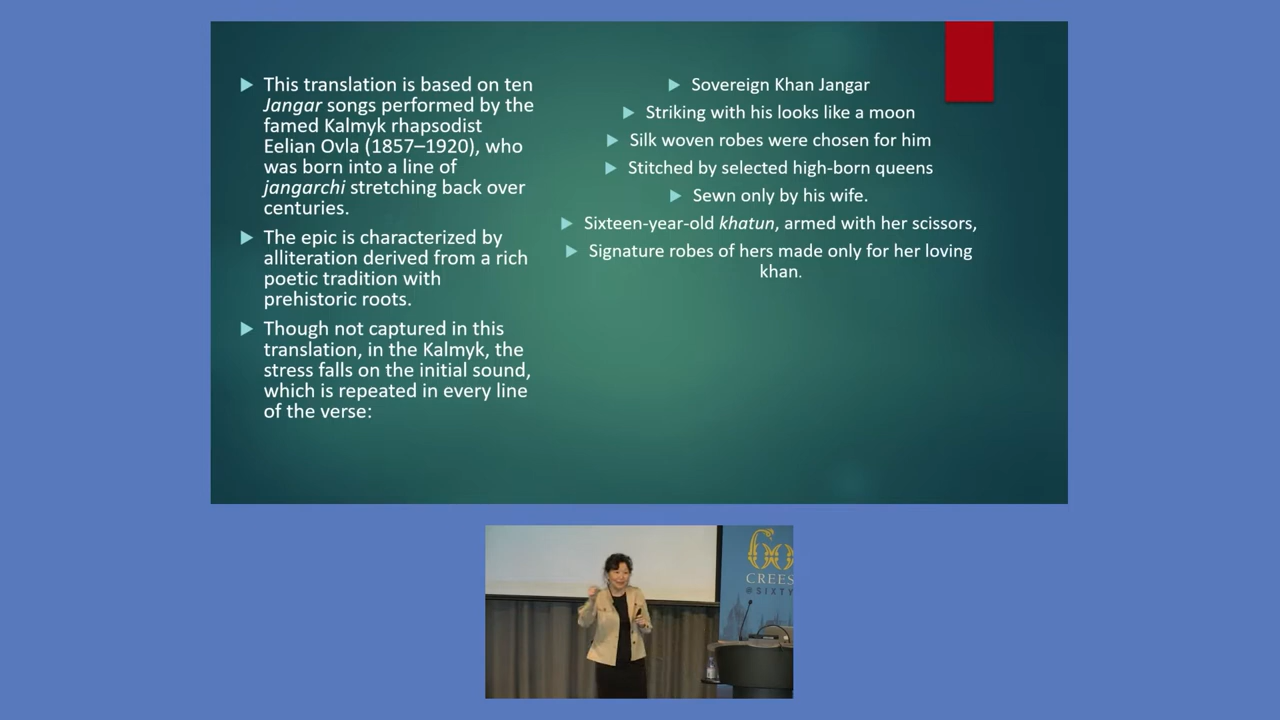 This translation is based on ten
Jangar songs performed by the
famed Kalmyk rhapsodist
Eelian Ovla (1857–1920), who
was born into a line of
jangarchi stretching back over
centuries.
The epic is characterized by
alliteration derived from a rich
poetic tradition with
prehistoric roots.
Though not captured in this
translation, in the Kalmyk, the
stress falls on the initial sound,
which is repeated in every line
of the verse:
Sovereign Khan Jangar
Striking with his looks like a moon
Silk woven robes were chosen for him
Stitched by selected high-born queens
Sewn only by his wife.
Sixteen-year-old khatun, armed with her scissors,
Signature robes of hers made only for her loving
khan.
60
CREES
@SIXTY